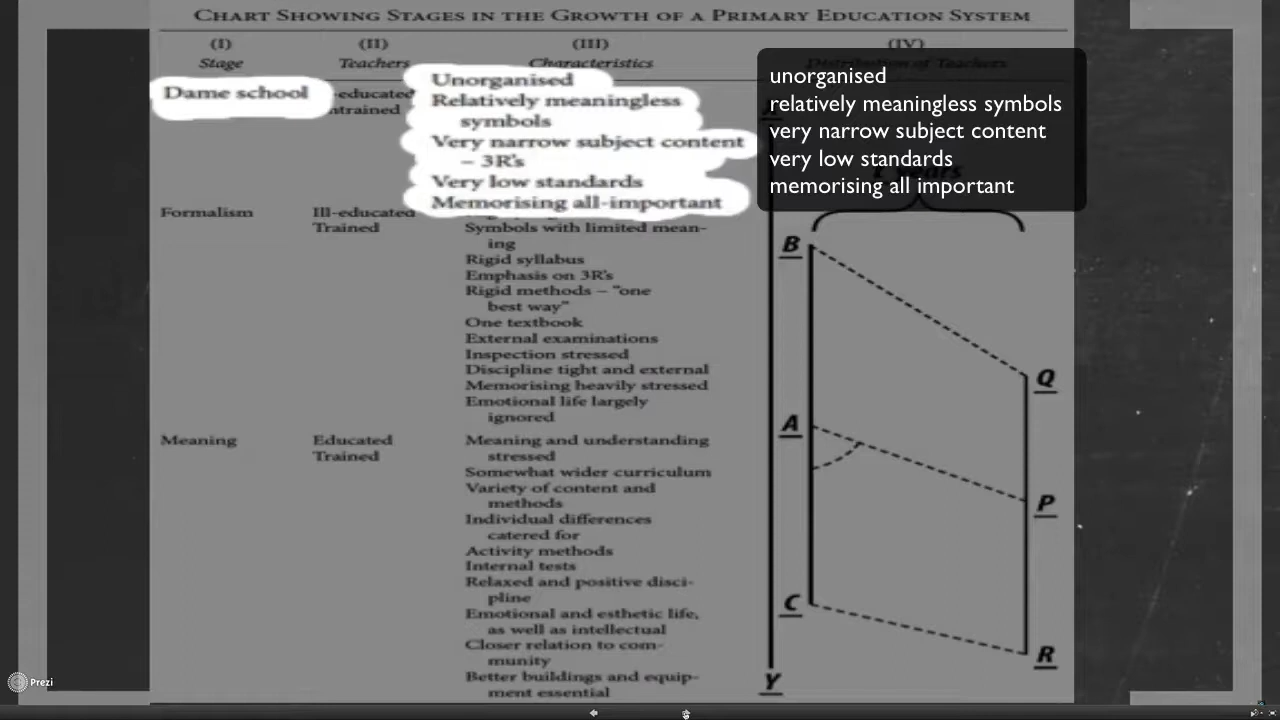 CHART SHOWING STAGES IN THE GROWTH OF A PRIMARY EDUCATION SYSTEM
(I)
Stage
(II)
Teachers
(III)
Characteristics
(IV)
Distribution of Teachers
Dame school
-educated
ntrained
Unorganised
Relatively meaningless
symbols
Very narrow subject content
– 3R's
Very low standards
Memorising all-important
unorganised
relatively meaningless symbols
very narrow subject content
very low standards
memorising all important
X
t years
Formalism
Ill-educated
Trained
Symbols with limited mean-
ing
Rigid syllabus
Emphasis on 3R's
Rigid methods – "one
best way"
One textbook
External examinations
Inspection stressed
Discipline tight and external
Memorising heavily stressed
Emotional life largely
ignored
Meaning
Educated
Trained
Meaning and understanding
stressed
Somewhat wider curriculum
Variety of content and
methods
Individual differences
catered for
Activity methods
Internal tests
Relaxed and positive disci-
pline
Emotional and esthetic life,
as well as intellectual
Closer relation to com-
munity
Better buildings and equip-
ment essential
B
Q
A
P
C
R
Y
Prezi